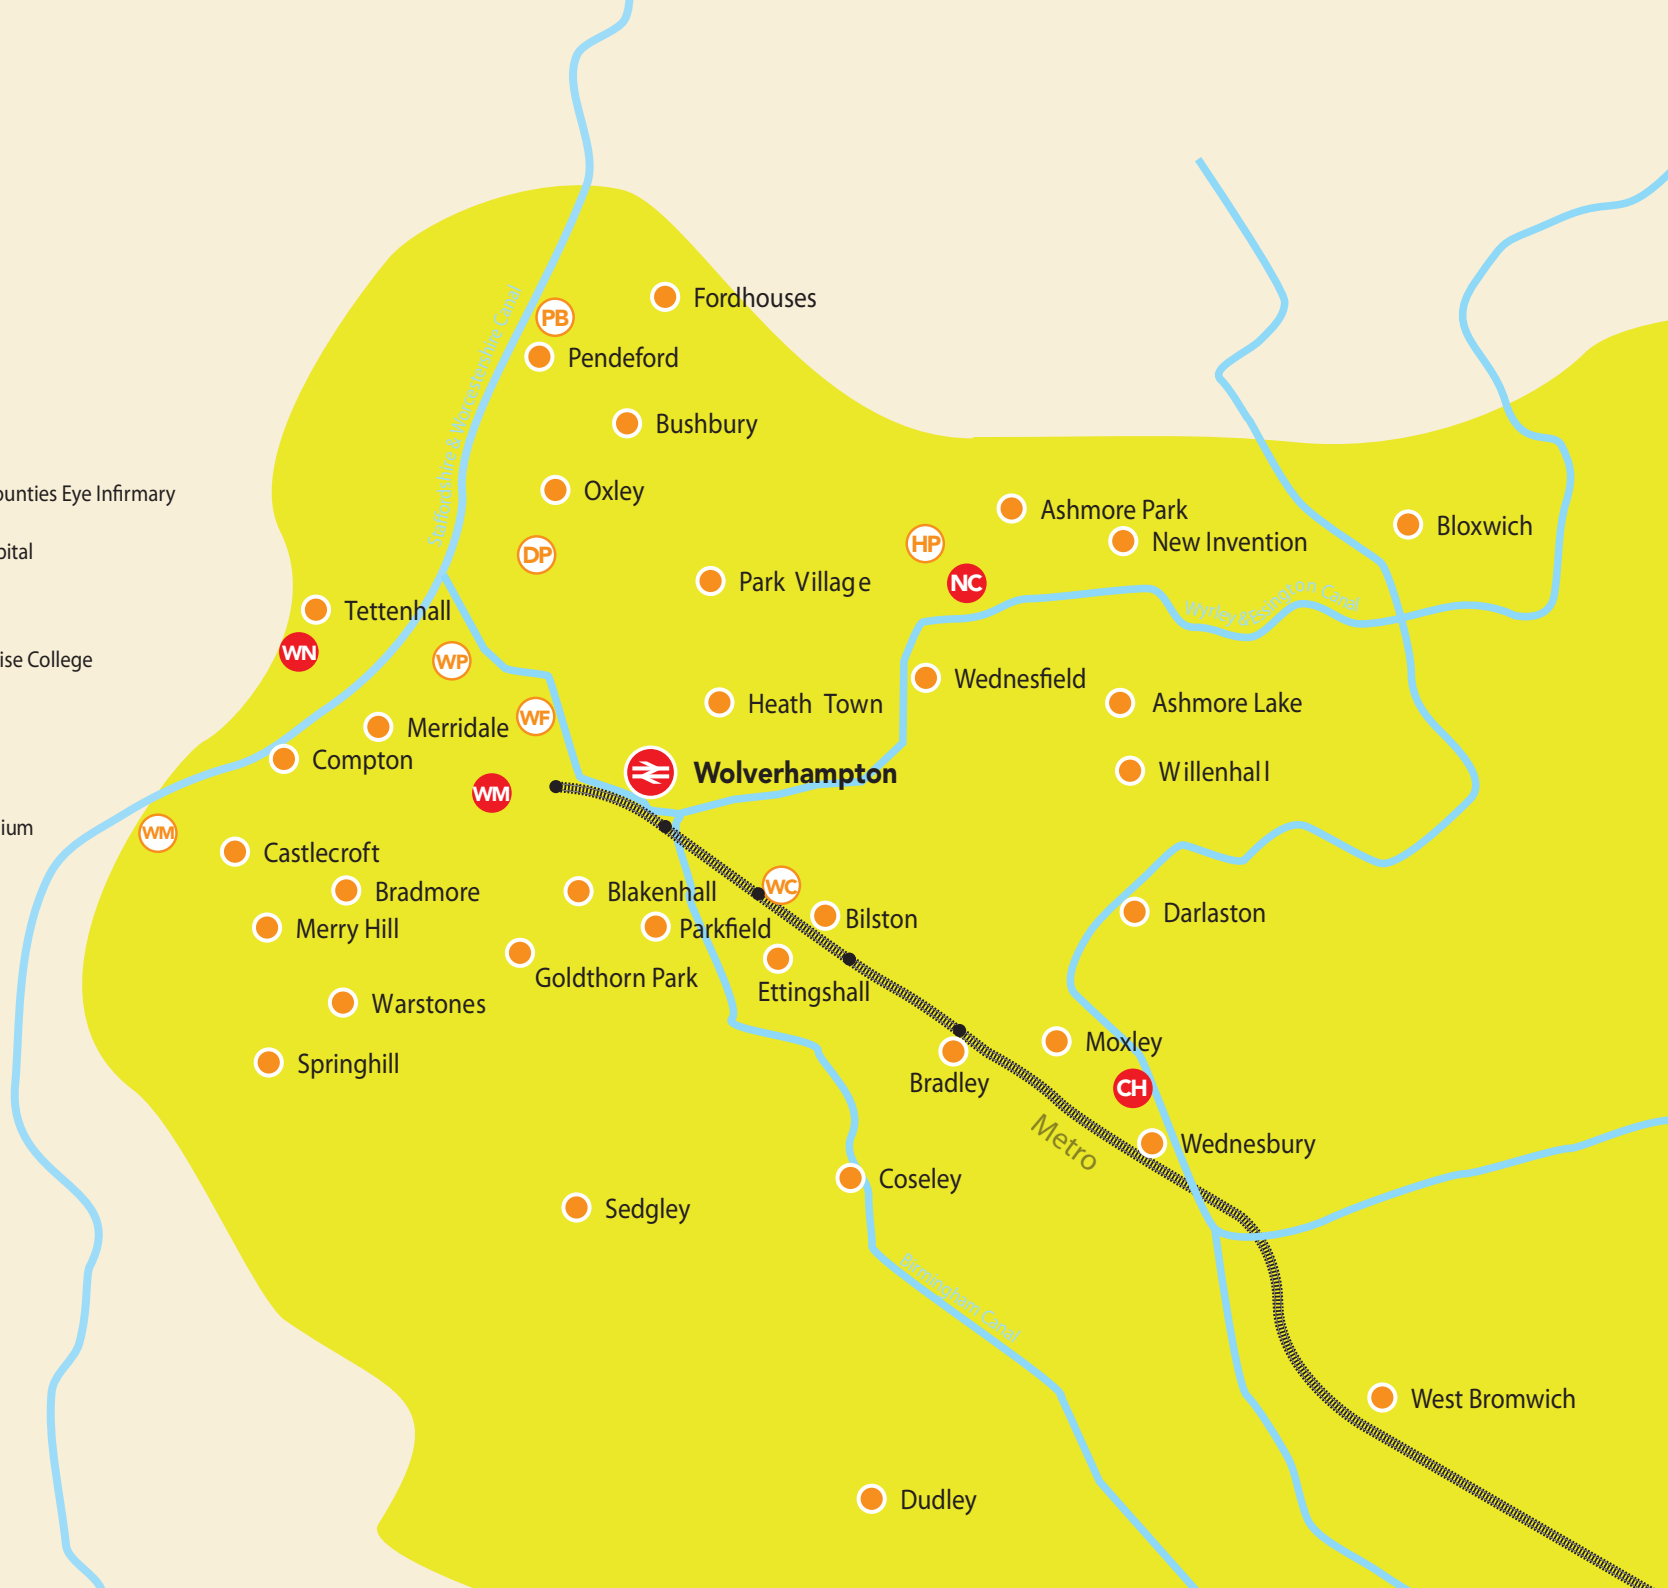 Fordhouses
PB
Pendeford
Staffordshire & Worcestershire Canal
Bushbury
Oxley
ounties Eye Infirmary
Ashmore Park
Bloxwich
New Invention
HP
pital
DP
Park Village
NC
Wyrley & Essington Canal
Tettenhall
WN
ise College
WP
Wednesfield
Heath Town
Ashmore Lake
WF
Merridale
Compton
Wolverhampton
Willenhall
WM
ium
WM
Castlecroft
Bradmore
Blakenhall
WC
Bilston
Darlaston
Merry Hill
Parkfield
Goldthorn Park
Ettingshall
Warstones
Moxley
Springhill
Bradley
CH
Metro
Wednesbury
Coseley
Sedgley
Birmingham Canal
West Bromwich
Dudley